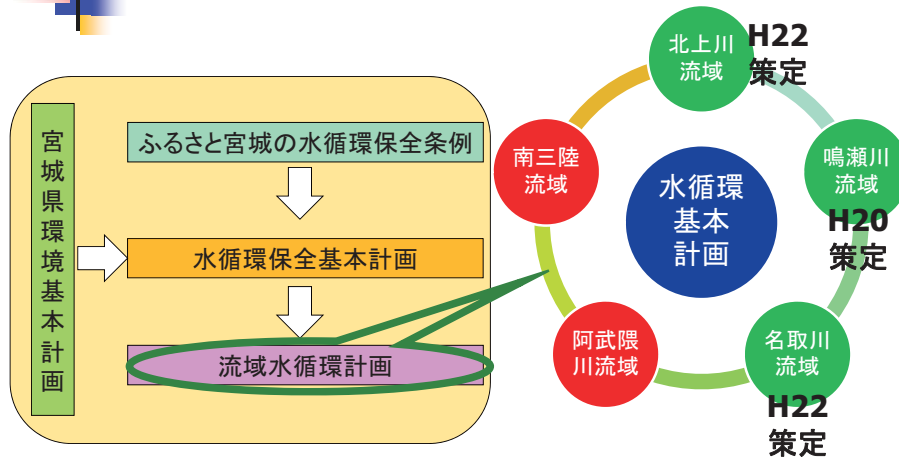 宮城県環境基本計画
ふるさと宮城の水循環保全条例
水循環保全基本計画
流域水循環計画
北上川
流域
H22
策定
南三陸
流域
鳴瀬川
流域
H20
策定
水循環
基本
計画
阿武隈
川流域
名取川
流域
H22
策定